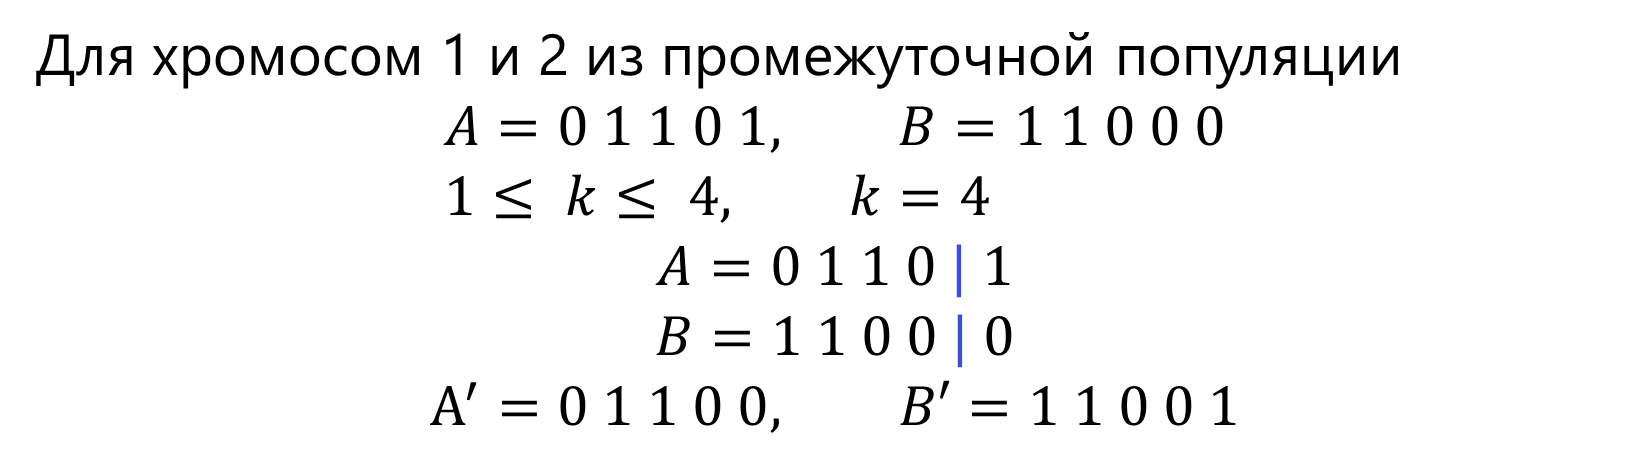 Для хромосом 1 и 2 из промежуточной популяции
A = 0 1 1 0 1, B = 1 1 0 0 0
1 ≤ k ≤ 4, k = 4
A = 0 1 1 0 | 1
B = 1 1 0 0 | 0
A′ = 0 1 1 0 0, B′ = 1 1 0 0 1